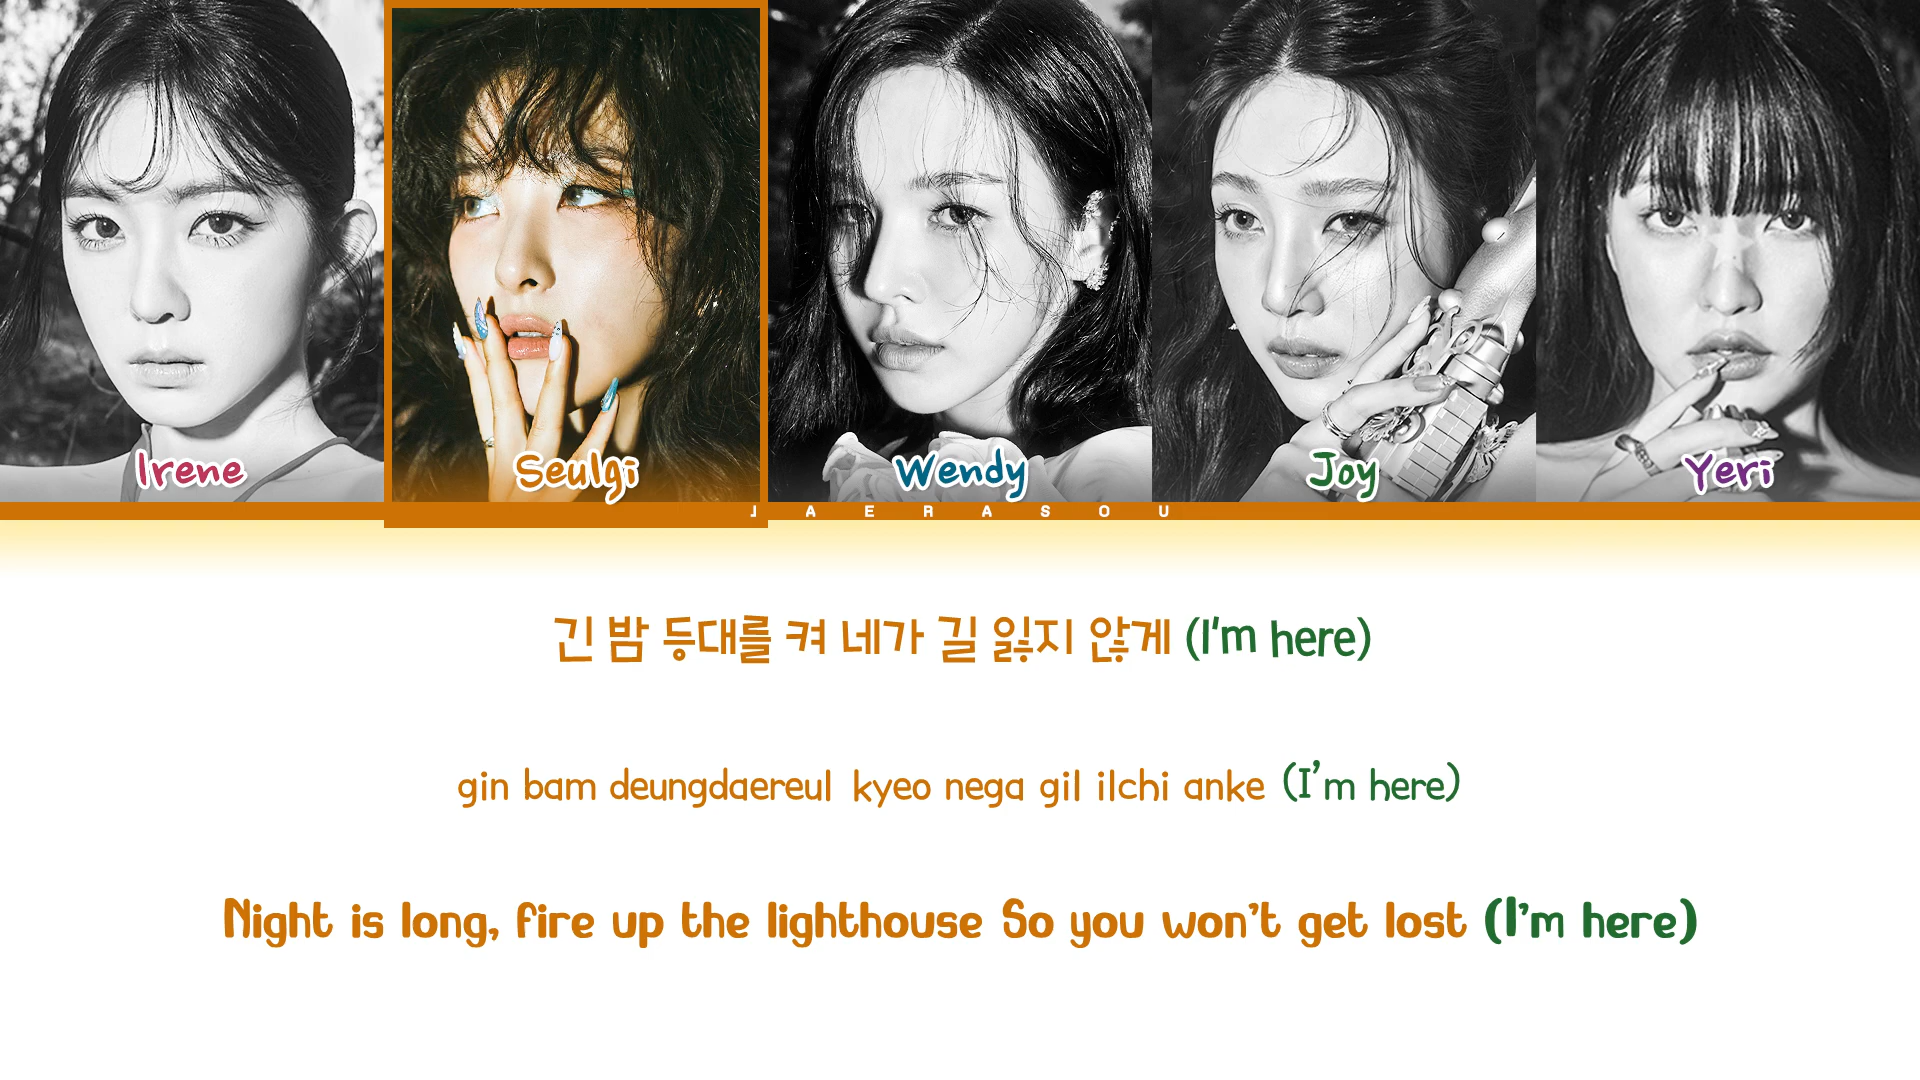 Irene
Seulgi
Wendy
Joy
Yeri
JAERASOU
긴 밤 등대를 켜 네가 길 잃지 않게 (I'm here)
gin bam deungdaereul kyeo nega gil ilchi anke (I'm here)
Night is long, fire up the lighthouse So you won't get lost (I'm here)